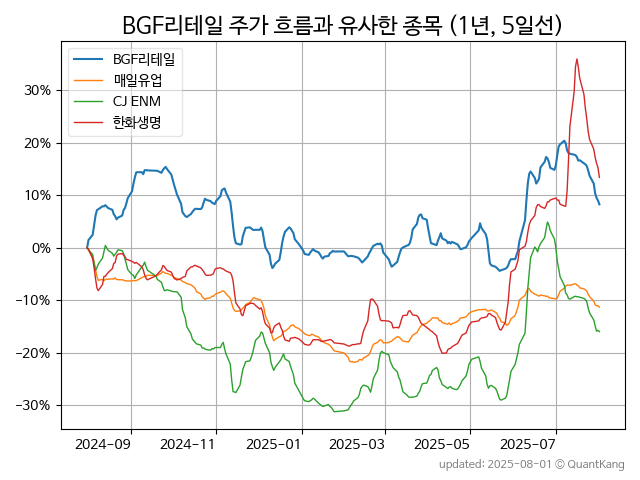 BGF리테일 주가 흐름과 유사한 종목 (1년, 5일선)
BGF리테일
매일유업
CJ ENM
한화생명
30%
20%
10%
0%
−10%
−20%
−30%
2024-09
2024-11
2025-01
2025-03
2025-05
2025-07
updated: 2025-08-01 © QuantKang